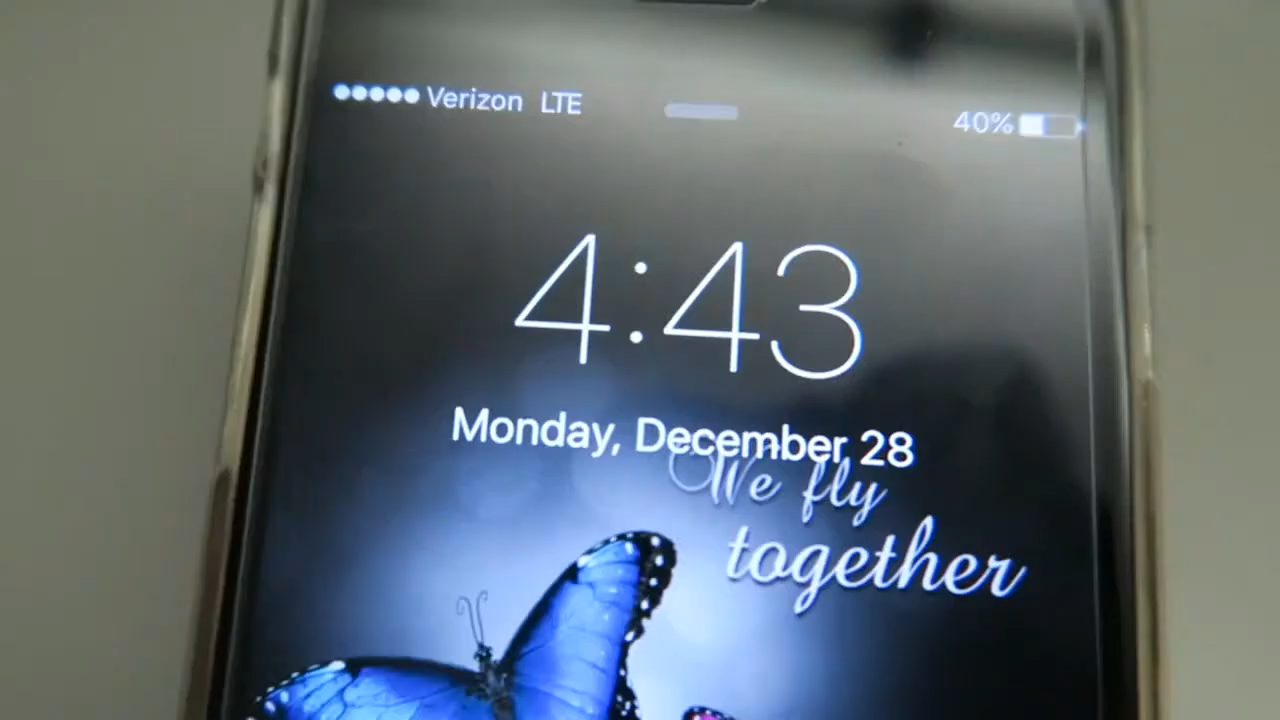 Verizon LTE 40%
4:43
Monday, December 28
We fly
together